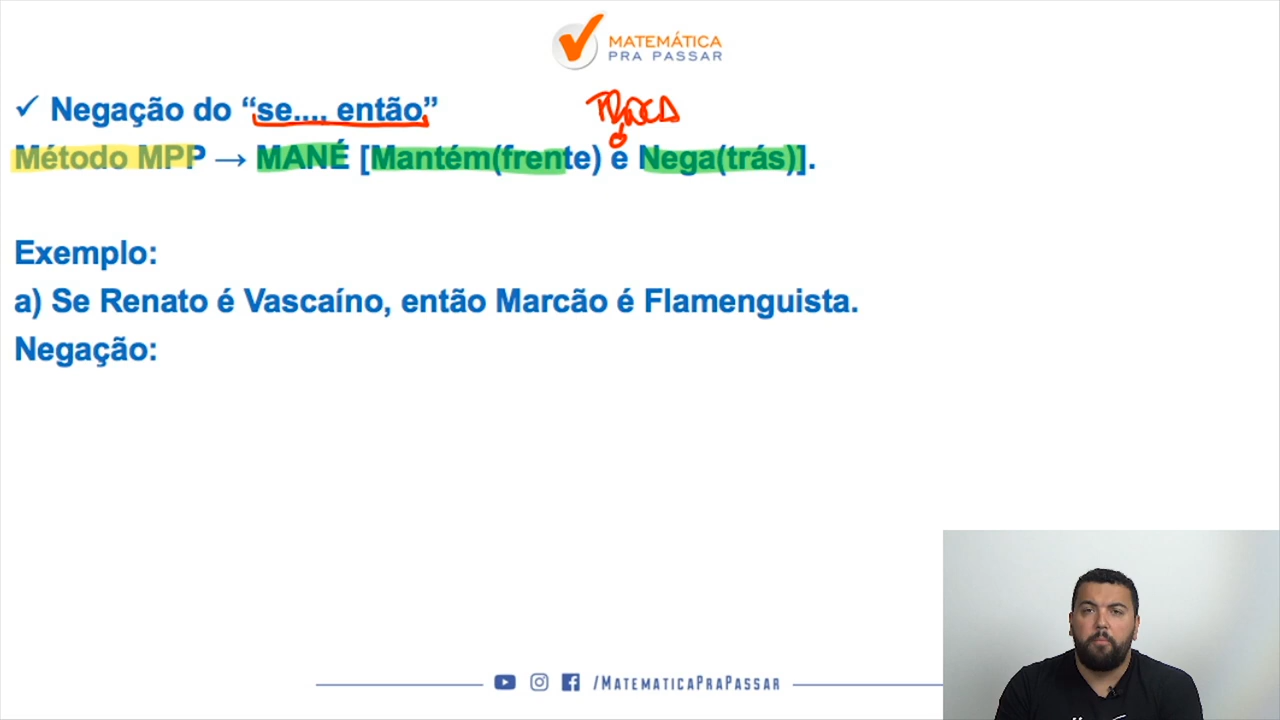 MATEMÁTICA
PRA PASSAR
✓ Negação do “se.... então”
TROCA
Método MPP → MANÉ [Mantém(frente) e Nega(trás)].
Exemplo:
a) Se Renato é Vascaíno, então Marcão é Flamenguista.
Negação:
/MATEMATICAPRAPASSAR